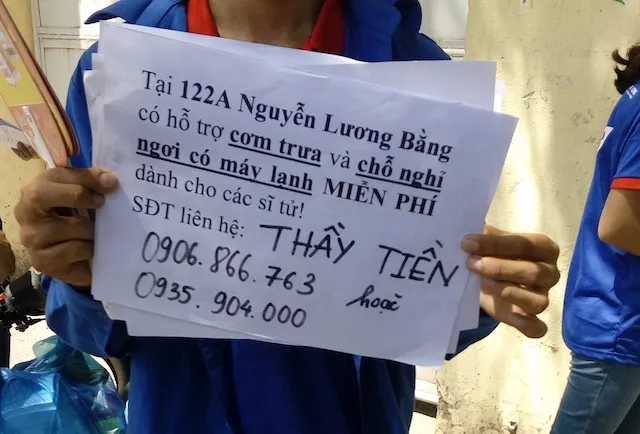 Tại 122A Nguyễn Lương Bằng
có hỗ trợ cơm trưa và chỗ nghỉ
ngơi có máy lạnh MIỄN PHÍ
dành cho các sĩ tử!
SĐT liên hệ: THẦY TIỀN
0906.866.763 hoặc
0935.904.000